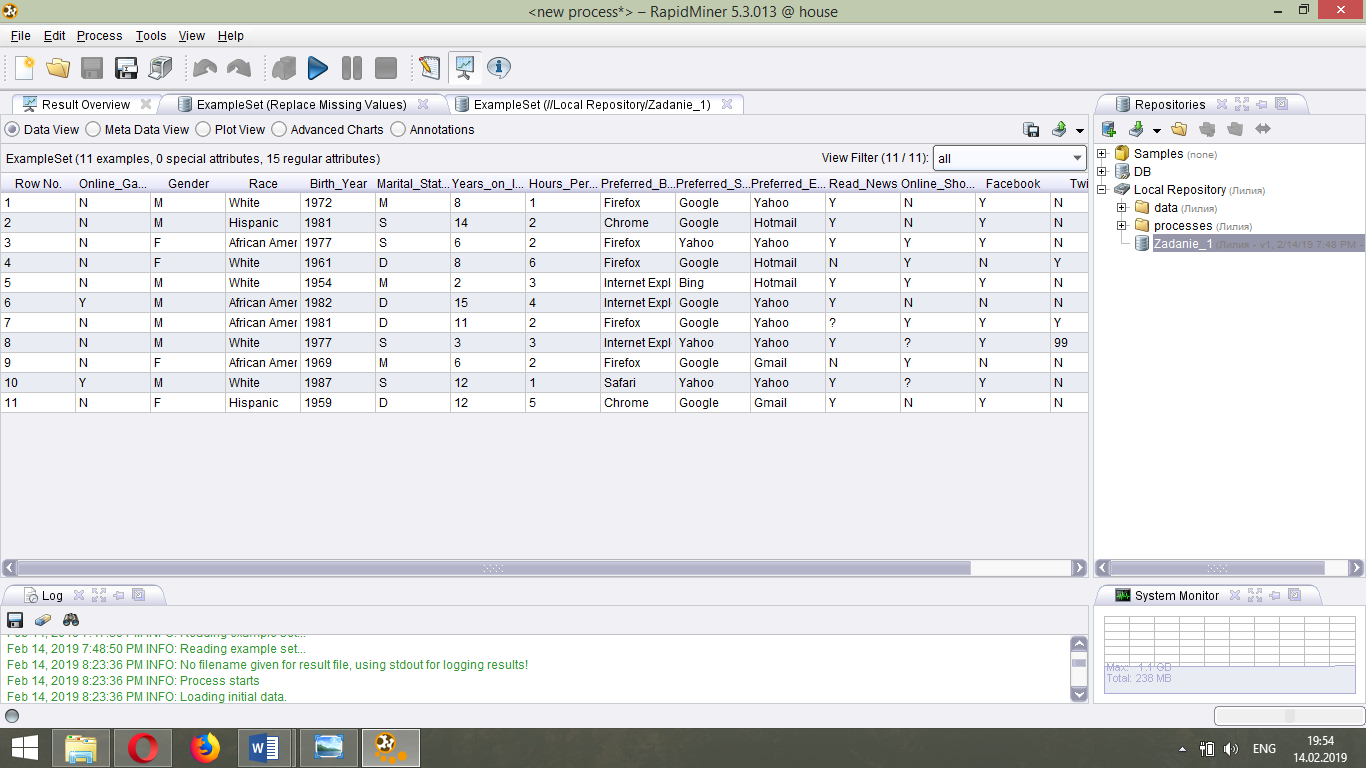 <new process*> – RapidMiner 5.3.013 @ house
File Edit Process Tools View Help
Result Overview ExampleSet (Replace Missing Values) ExampleSet (//Local Repository/Zadanie_1)
Data View Meta Data View Plot View Advanced Charts Annotations
ExampleSet (11 examples, 0 special attributes, 15 regular attributes) View Filter (11 / 11): all
Row No. Online_Ga... Gender Race Birth_Year Marital_Stat... Years_on_I... Hours_Per... Preferred_B... Preferred_S... Preferred_E... Read_News Online_Sho... Facebook Twi
1 N M White 1972 M 8 1 Firefox Google Yahoo Y N Y N
2 N M Hispanic 1981 S 14 2 Chrome Google Hotmail Y N Y N
3 N F African Amer 1977 S 6 2 Firefox Yahoo Yahoo Y Y Y N
4 N F White 1961 D 8 6 Firefox Google Hotmail N Y N Y
5 N M White 1954 M 2 3 Internet Expl Bing Hotmail Y Y Y N
6 Y M African Amer 1982 D 15 4 Internet Expl Google Yahoo Y N N N
7 N M African Amer 1981 D 11 2 Firefox Google Yahoo ? Y Y Y
8 N M White 1977 S 3 3 Internet Expl Yahoo Yahoo Y ? Y 99
9 N F African Amer 1969 M 6 2 Firefox Google Gmail N Y N N
10 Y M White 1987 S 12 1 Safari Yahoo Yahoo Y ? Y N
11 N F Hispanic 1959 D 12 5 Chrome Google Gmail Y N Y N
Repositories
Samples (none)
DB
Local Repository (Лилия)
data (Лилия)
processes (Лилия)
Zadanie_1 (Лилия - v1, 2/14/19 7:48 PM –
Log
Feb 14, 2019 7:48:50 PM INFO: Reading example set...
Feb 14, 2019 8:23:36 PM INFO: No filename given for result file, using stdout for logging results!
Feb 14, 2019 8:23:36 PM INFO: Process starts
Feb 14, 2019 8:23:36 PM INFO: Loading initial data.
System Monitor
Max: 1.1 GB
Total: 238 MB
ENG
19:54
14.02.2019